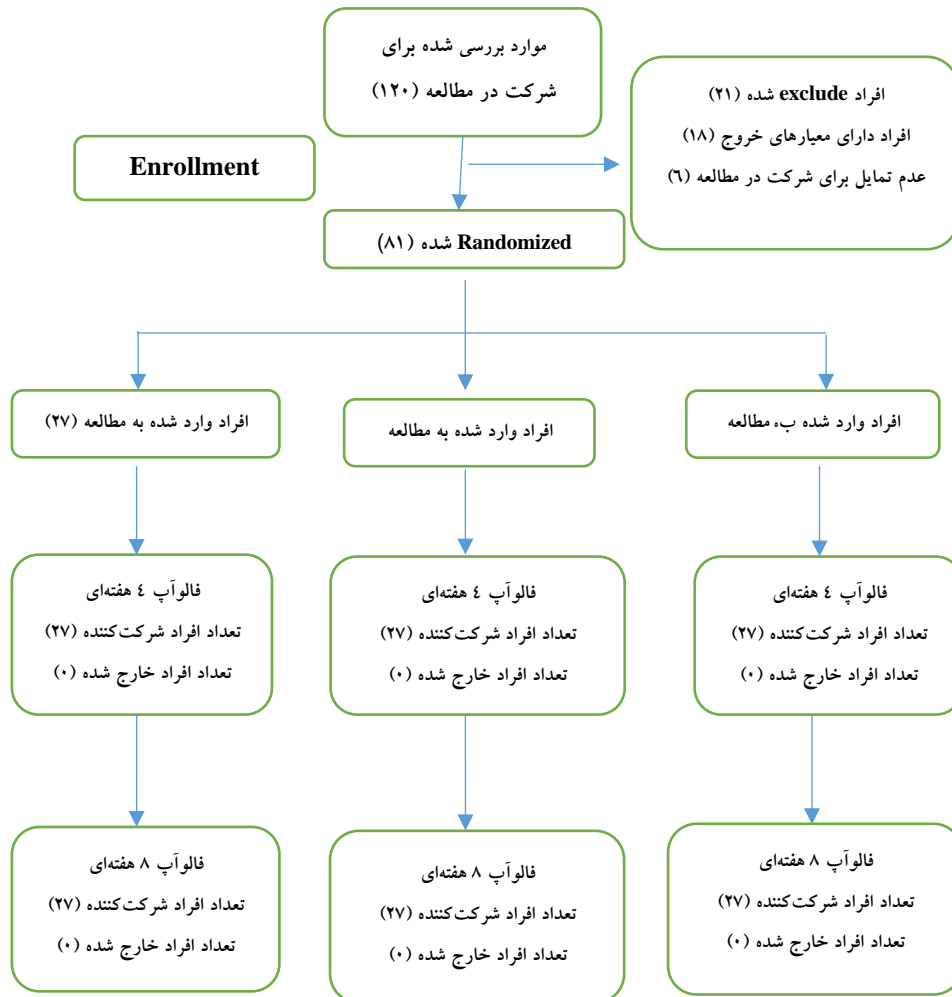 موارد بررسی شده برای
شرکت در مطالعه (۱۲۰)
افراد exclude شده (۲۱)
افراد دارای معیارهای خروج (۱۸)
عدم تمایل برای شرکت در مطالعه (۶)
Enrollment
Randomized شده (۸۱)
افراد وارد شده به مطالعه
افراد وارد شده به مطالعه
افراد وارد شده به مطالعه (۲۷)
فالوآپ ٤ هفته‌ای
تعداد افراد شرکت‌کننده (۲۷)
تعداد افراد خارج شده (۰)
فالوآپ ٤ هفته‌ای
تعداد افراد شرکت‌کننده (۲۷)
تعداد افراد خارج شده (۰)
فالوآپ ٤ هفته‌ای
تعداد افراد شرکت‌کننده (۲۷)
تعداد افراد خارج شده (۰)
فالوآپ ۸ هفته‌ای
تعداد افراد شرکت‌کننده (۲۷)
تعداد افراد خارج شده (۰)
فالوآپ ۸ هفته‌ای
تعداد افراد شرکت‌کننده (۲۷)
تعداد افراد خارج شده (۰)
فالوآپ ۸ هفته‌ای
تعداد افراد شرکت‌کننده (۲۷)
تعداد افراد خارج شده (۰)